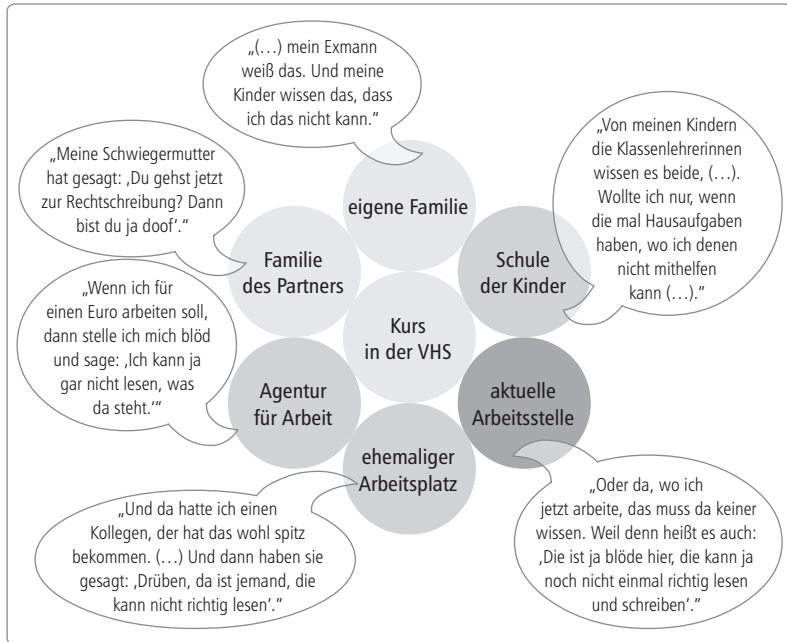 „(…) mein Exmann
weiß das. Und meine
Kinder wissen das, dass
ich das nicht kann.“
„Meine Schwiegermutter
hat gesagt: ‚Du gehst jetzt
zur Rechtschreibung? Dann
bist du ja doof‘.“
„Von meinen Kindern
die Klassenlehrerinnen
wissen es beide, (…).
Wollte ich nur, wenn
die mal Hausaufgaben
haben, wo ich denen
nicht mithelfen
kann (…).“
eigene Familie
Familie
des Partners
Schule
der Kinder
„Wenn ich für
einen Euro arbeiten soll,
dann stelle ich mich blöd
und sage: ‚Ich kann ja
gar nicht lesen, was
da steht.‘“
Kurs
in der VHS
Agentur
für Arbeit
aktuelle
Arbeitsstelle
ehemaliger
Arbeitsplatz
„Und da hatte ich einen
Kollegen, der hat das wohl spitz
bekommen. (…) Und dann haben sie
gesagt: ‚Drüben, da ist jemand, die
kann nicht richtig lesen‘.“
„Oder da, wo ich
jetzt arbeite, das muss da keiner
wissen. Weil denn heißt es auch:
‚Die ist ja blöde hier, die kann ja
noch nicht einmal richtig lesen
und schreiben‘.“